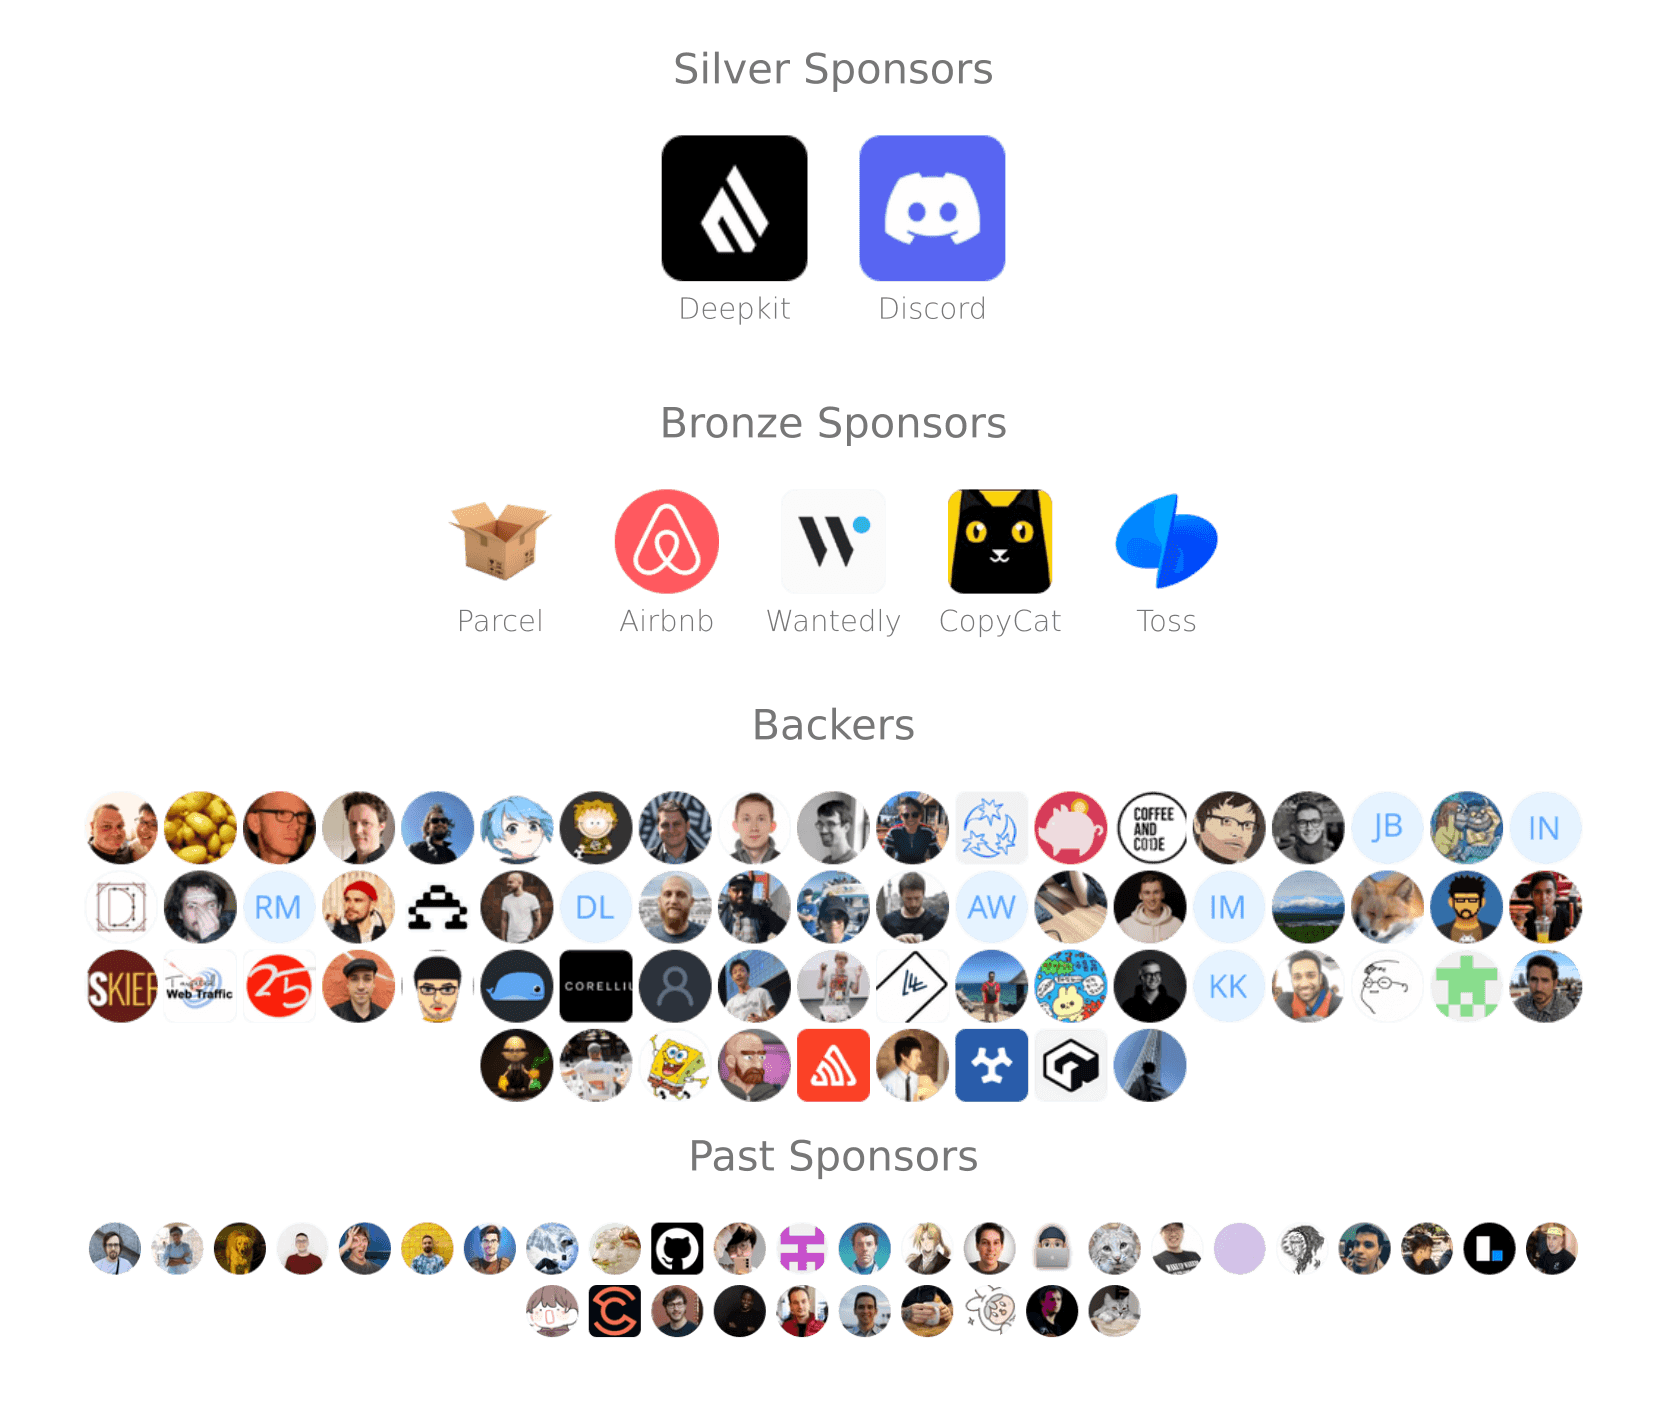 Silver Sponsors
Deepkit Discord
Bronze Sponsors
Parcel Airbnb Wantedly CopyCat Toss
Backers
COFFEE
AND
CODE
JB IN
RM DL AW IM
SKIEF
Web Traffic
25
CORELLIU
KK
Past Sponsors